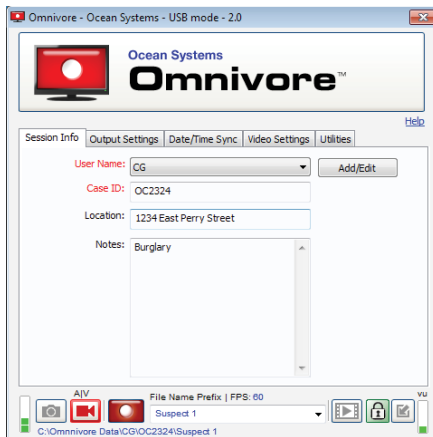 Omnivore - Ocean Systems - USB mode - 2.0
Ocean Systems
Omnivore™
Help
Session Info Output Settings Date/Time Sync Video Settings Utilities
User Name: CG Add/Edit
Case ID: OC2324
Location: 1234 East Perry Street
Notes: Burglary
A|V File Name Prefix | FPS: 60 vu
Suspect 1
C:\Omnnivore Data\CG\OC2324\Suspect 1